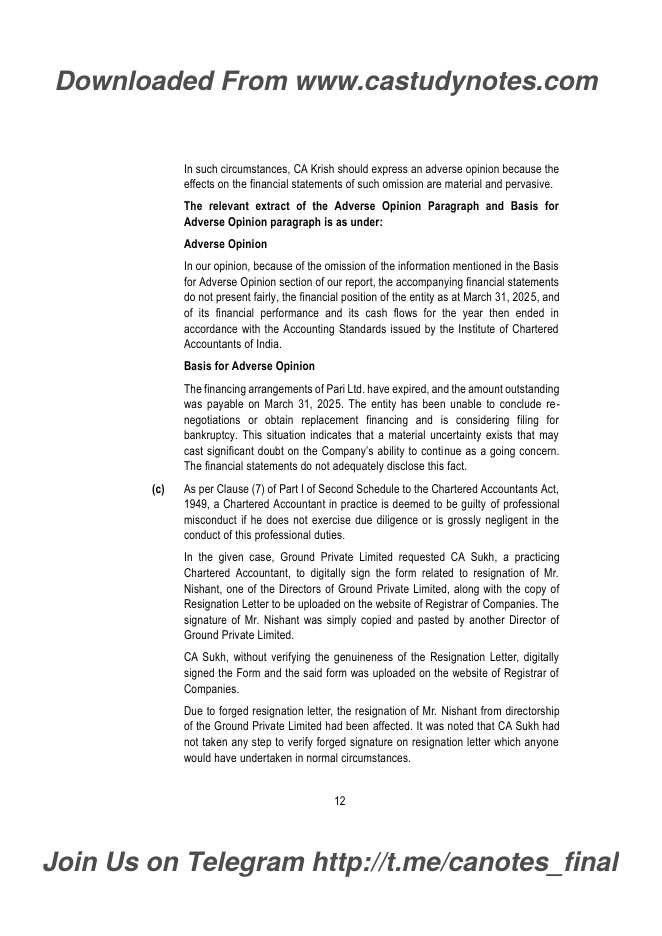 Downloaded From www.castudynotes.com
In such circumstances, CA Krish should express an adverse opinion because the
effects on the financial statements of such omission are material and pervasive.
The relevant extract of the Adverse Opinion Paragraph and Basis for
Adverse Opinion paragraph is as under:
Adverse Opinion
In our opinion, because of the omission of the information mentioned in the Basis
for Adverse Opinion section of our report, the accompanying financial statements
do not present fairly, the financial position of the entity as at March 31, 2025, and
of its financial performance and its cash flows for the year then ended in
accordance with the Accounting Standards issued by the Institute of Chartered
Accountants of India.
Basis for Adverse Opinion
The financing arrangements of Pari Ltd. have expired, and the amount outstanding
was payable on March 31, 2025. The entity has been unable to conclude re-
negotiations or obtain replacement financing and is considering filing for
bankruptcy. This situation indicates that a material uncertainty exists that may
cast significant doubt on the Company's ability to continue as a going concern.
The financial statements do not adequately disclose this fact.
(c) As per Clause (7) of Part I of Second Schedule to the Chartered Accountants Act,
1949, a Chartered Accountant in practice is deemed to be guilty of professional
misconduct if he does not exercise due diligence or is grossly negligent in the
conduct of this professional duties.
In the given case, Ground Private Limited requested CA Sukh, a practicing
Chartered Accountant, to digitally sign the form related to resignation of Mr.
Nishant, one of the Directors of Ground Private Limited, along with the copy of
Resignation Letter to be uploaded on the website of Registrar of Companies. The
signature of Mr. Nishant was simply copied and pasted by another Director of
Ground Private Limited.
CA Sukh, without verifying the genuineness of the Resignation Letter, digitally
signed the Form and the said form was uploaded on the website of Registrar of
Companies.
Due to forged resignation letter, the resignation of Mr. Nishant from directorship
of the Ground Private Limited had been affected. It was noted that CA Sukh had
not taken any step to verify forged signature on resignation letter which anyone
would have undertaken in normal circumstances.
12
Join Us on Telegram http://t.me/canotes_final